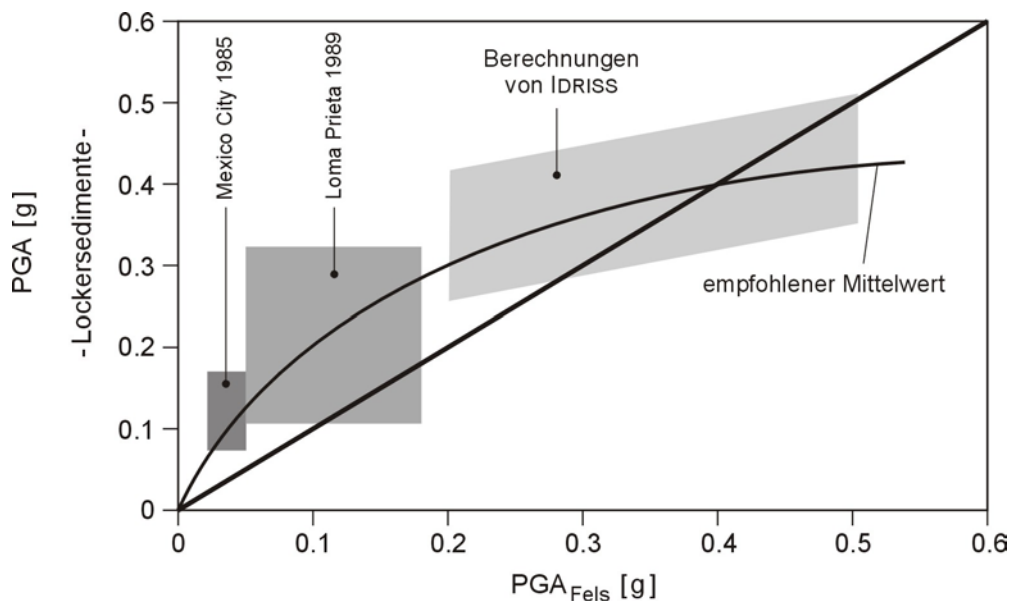 PGA [g]
-Lockersedimente-
0.6
0.5
0.4
0.3
0.2
0.1
0
Mexico City 1985
Loma Prieta 1989
Berechnungen
von IDRISS
empfohlener Mittelwert
0 0.1 0.2 0.3 0.4 0.5 0.6
PGA Fels [g]